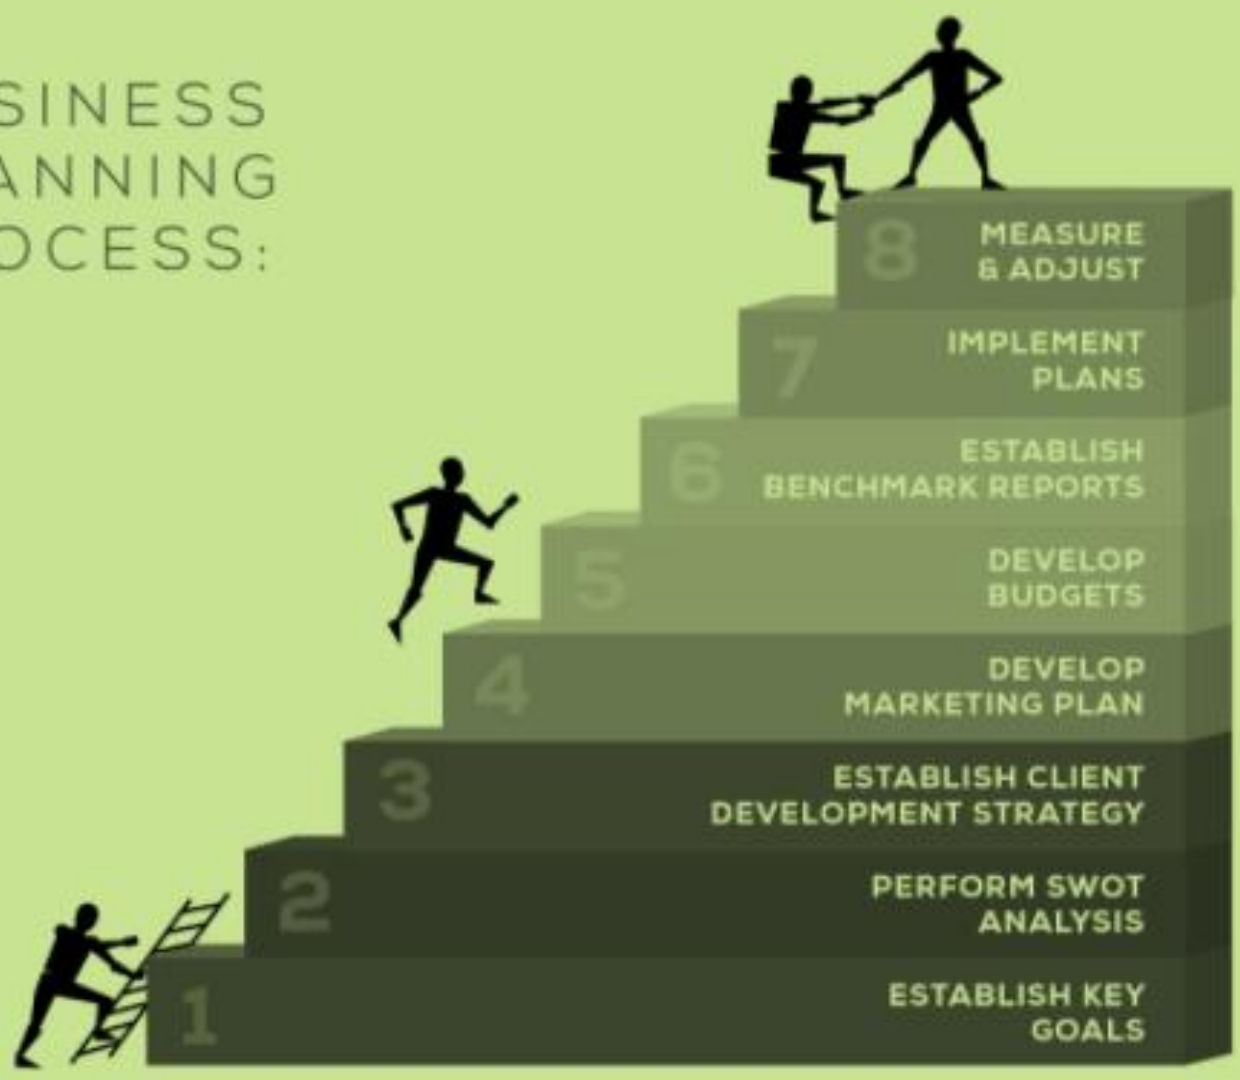 SINESS
ANNING
OCESS:
8 MEASURE
& ADJUST
7 IMPLEMENT
PLANS
6 ESTABLISH
BENCHMARK REPORTS
5 DEVELOP
BUDGETS
4 DEVELOP
MARKETING PLAN
3 ESTABLISH CLIENT
DEVELOPMENT STRATEGY
2 PERFORM SWOT
ANALYSIS
1 ESTABLISH KEY
GOALS